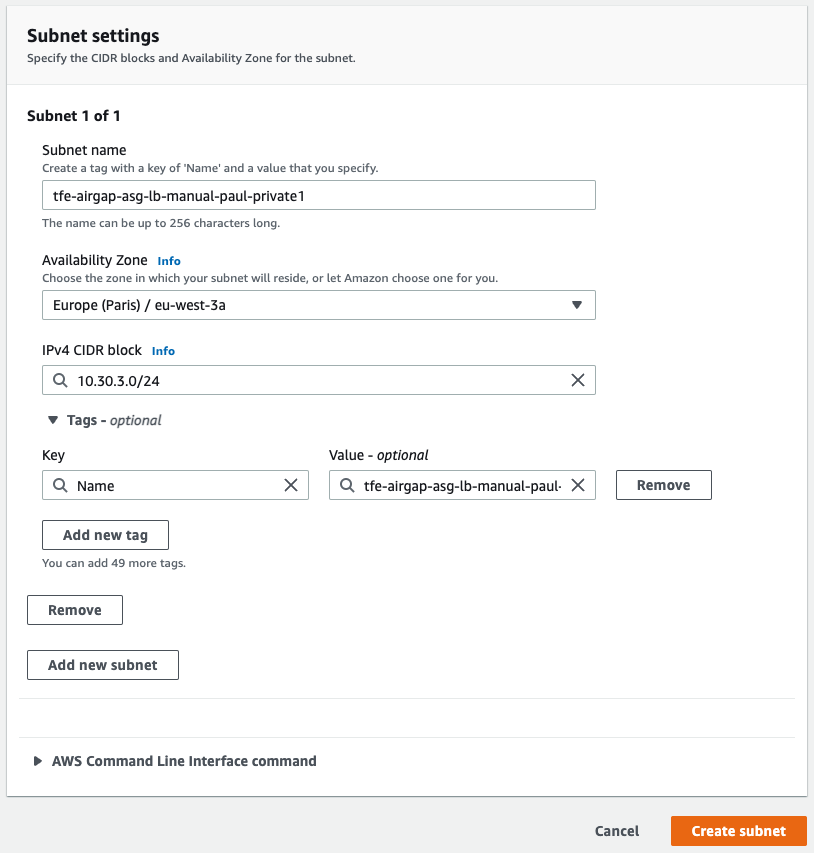 Subnet settings
Specify the CIDR blocks and Availability Zone for the subnet.
Subnet 1 of 1
Subnet name
Create a tag with a key of 'Name' and a value that you specify.
tfe-airgap-asg-lb-manual-paul-private1
The name can be up to 256 characters long.
Availability Zone Info
Choose the zone in which your subnet will reside, or let Amazon choose one for you.
Europe (Paris) / eu-west-3a
IPv4 CIDR block Info
10.30.3.0/24
Tags - optional
Key Value - optional
Name tfe-airgap-asg-lb-manual-paul- Remove
Add new tag
You can add 49 more tags.
Remove
Add new subnet
AWS Command Line Interface command
Cancel Create subnet